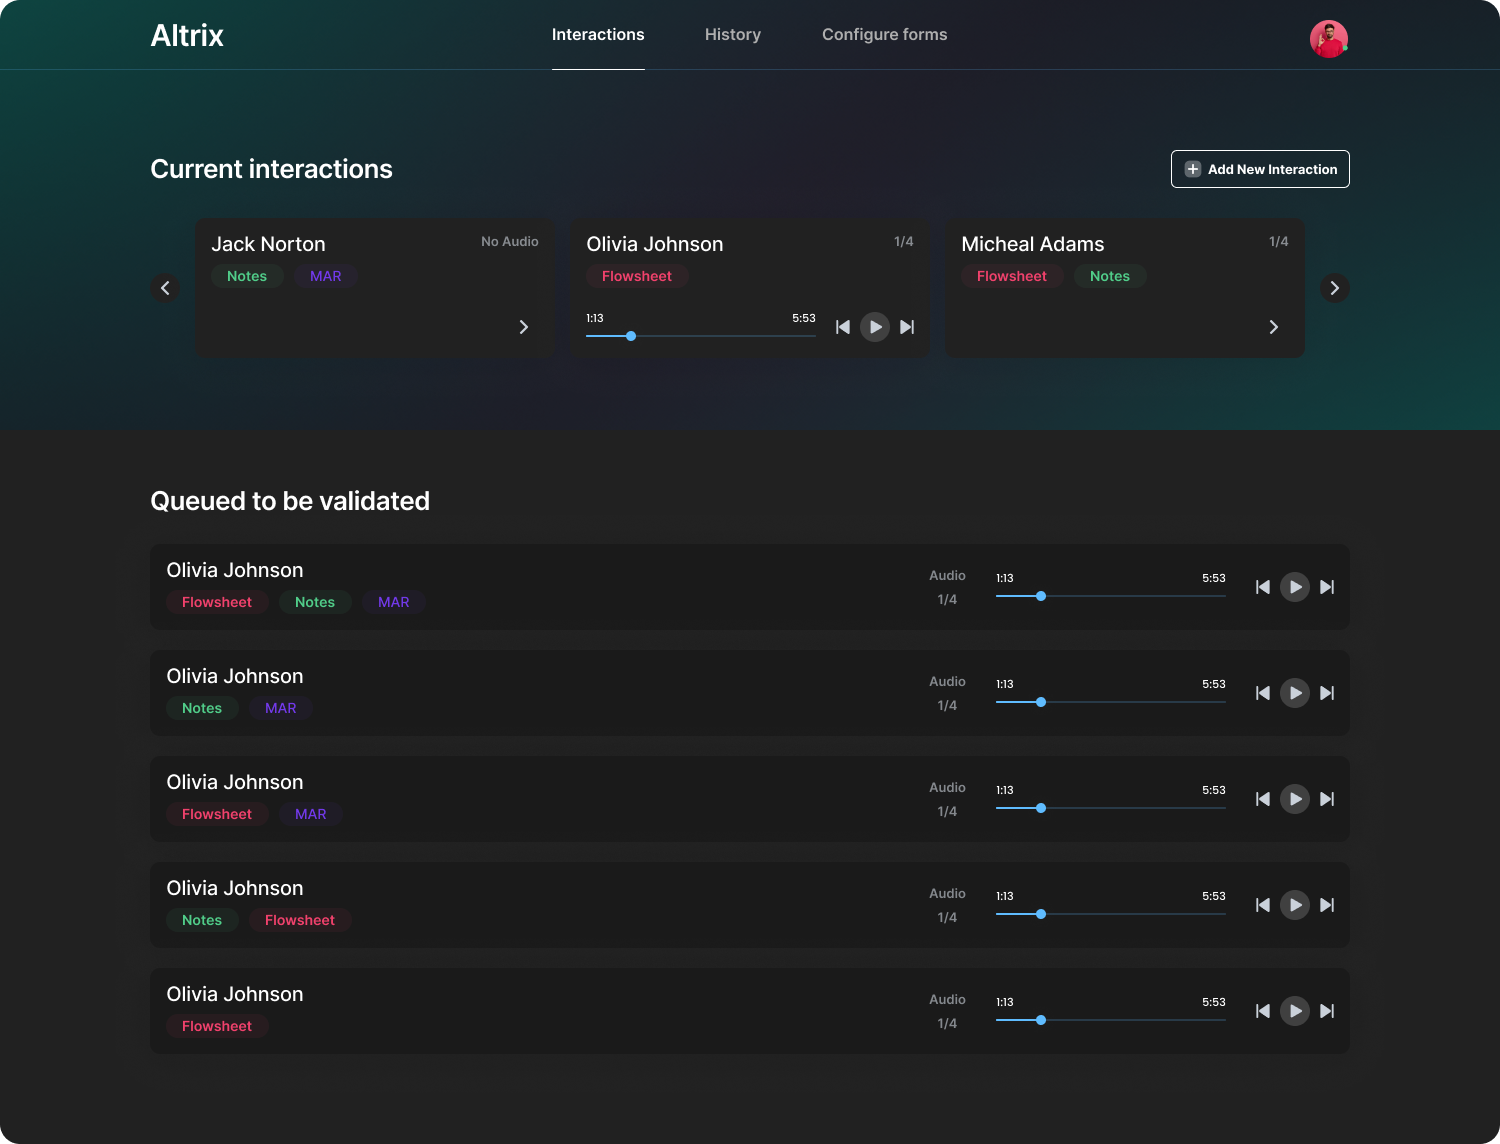 Altrix
Interactions
History
Configure forms
Current interactions
Add New Interaction
Jack Norton
No Audio
Notes
MAR
Olivia Johnson
1/4
Flowsheet
1:13
5:53
Micheal Adams
1/4
Flowsheet
Notes
Queued to be validated
Olivia Johnson
Flowsheet
Notes
MAR
Audio
1/4
1:13
5:53
Olivia Johnson
Notes
MAR
Audio
1/4
1:13
5:53
Olivia Johnson
Flowsheet
MAR
Audio
1/4
1:13
5:53
Olivia Johnson
Notes
Flowsheet
Audio
1/4
1:13
5:53
Olivia Johnson
Flowsheet
Audio
1/4
1:13
5:53